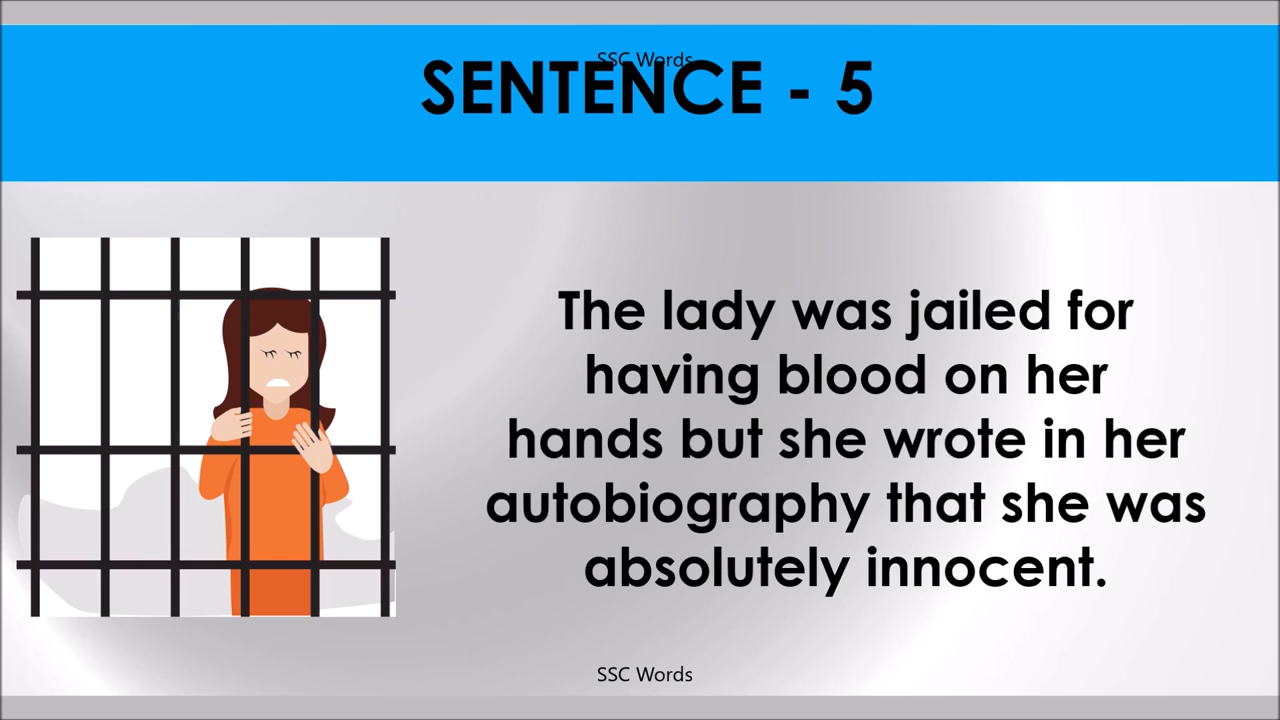 SSC Words
SENTENCE - 5
The lady was jailed for
having blood on her
hands but she wrote in her
autobiography that she was
absolutely innocent.
SSC Words